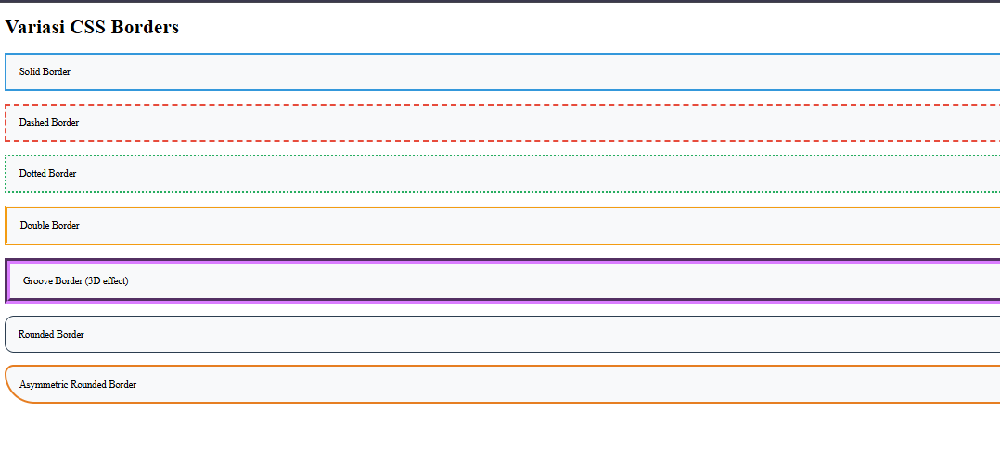 Variasi CSS Borders
Solid Border
Dashed Border
Dotted Border
Double Border
Groove Border (3D effect)
Rounded Border
Asymmetric Rounded Border